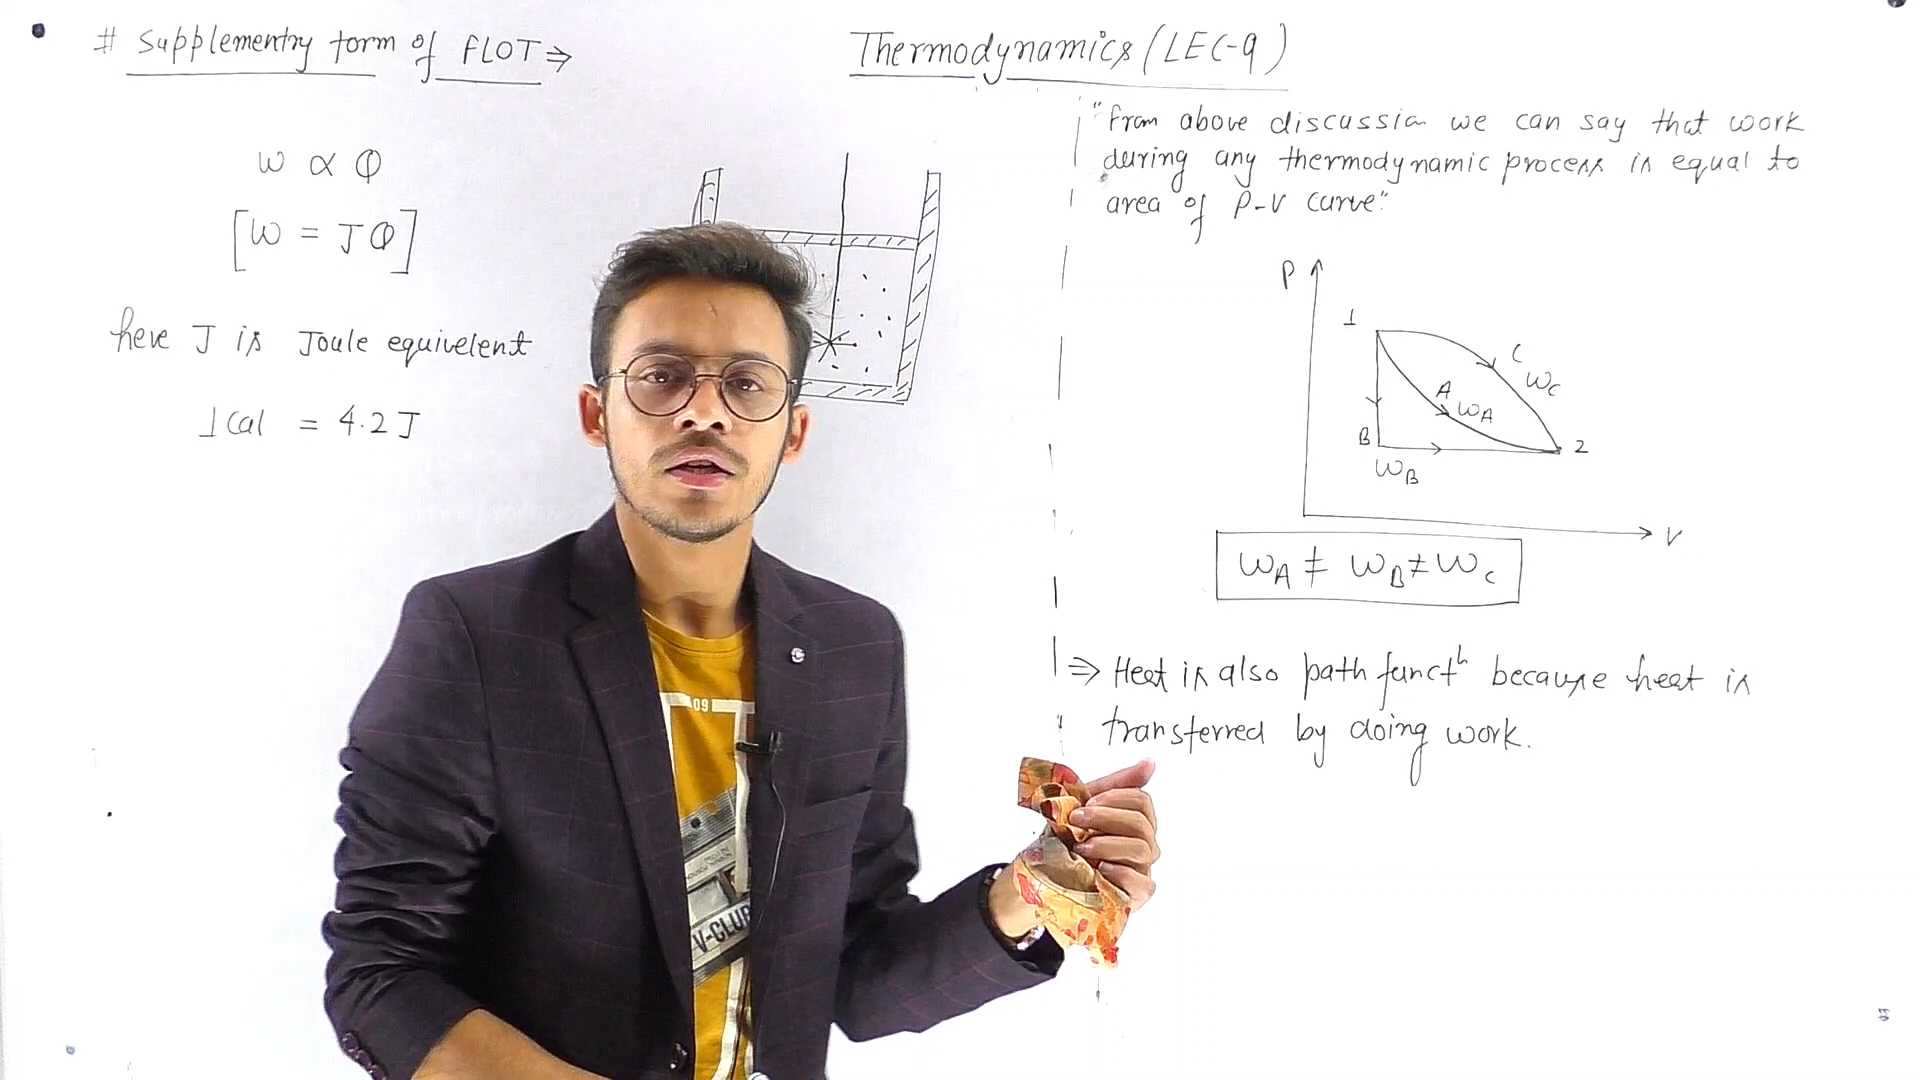 # Supplementry form of FLOT ⇒
Thermodynamics (LEC-9)
W ∝ Q
[W = JQ]
here J is Joule equivelent
1 Cal = 4.2 J
"from above discussion we can say that work
during any thermodynamic process is equal to
area of P-V curve"
P
1
C
WC
A
WA
B
2
WB
V
WA ≠ WB ≠ WC
⇒ Heat is also path functⁿ because heat is
transferred by doing work.
09
V-CLUB